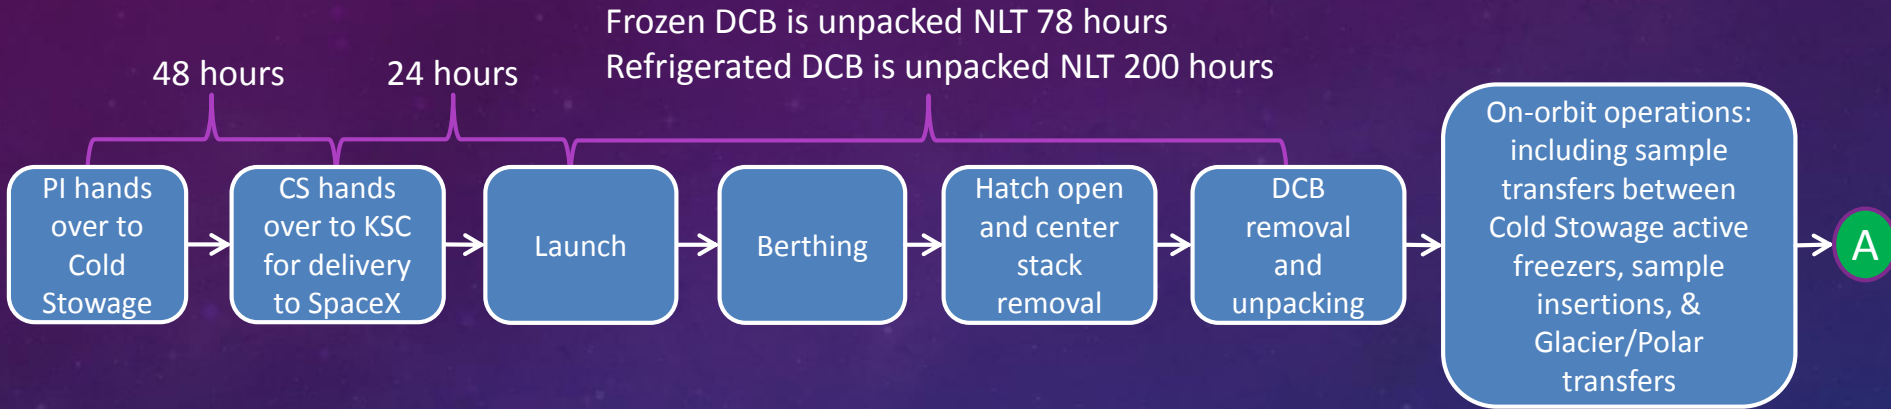 Frozen DCB is unpacked NLT 78 hours
Refrigerated DCB is unpacked NLT 200 hours
48 hours
24 hours
PI hands
over to
Cold
Stowage
CS hands
over to KSC
for delivery
to SpaceX
Launch
Berthing
Hatch open
and center
stack
removal
DCB
removal
and
unpacking
On-orbit operations:
including sample
transfers between
Cold Stowage active
freezers, sample
insertions, &
Glacier/Polar
transfers
A